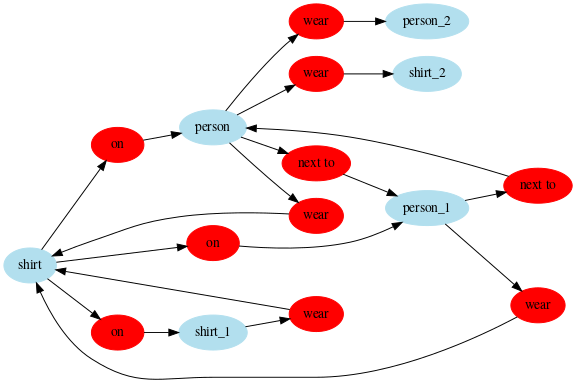 wear
person_2
wear
shirt_2
person
on
next to
next to
person_1
wear
on
shirt
wear
wear
on
shirt_1